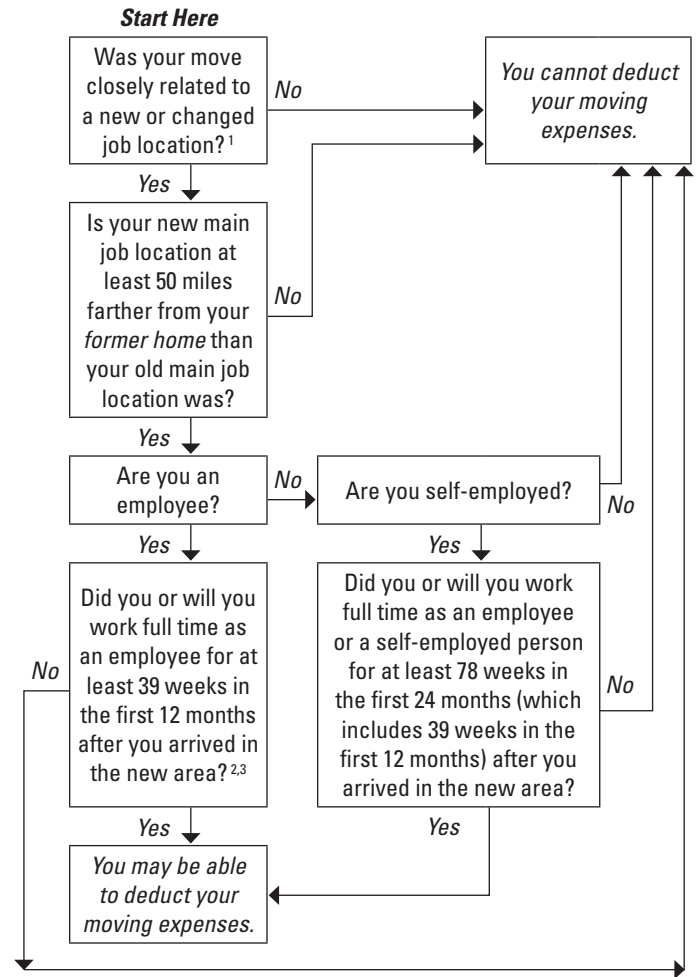 Start Here
Was your move
closely related to
a new or changed
job location? 1
No
You cannot deduct
your moving
expenses.
Yes
Is your new main
job location at
least 50 miles
farther from your
former home than
your old main job
location was?
No
Yes
Are you an
employee?
No
Are you self-employed?
No
Yes
Yes
Did you or will you
work full time as
an employee for at
least 39 weeks in
the first 12 months
after you arrived in
the new area? 2,3
No
Did you or will you work
full time as an employee
or a self-employed person
for at least 78 weeks in
the first 24 months (which
includes 39 weeks in the
first 12 months) after you
arrived in the new area?
No
Yes
Yes
You may be able
to deduct your
moving expenses.